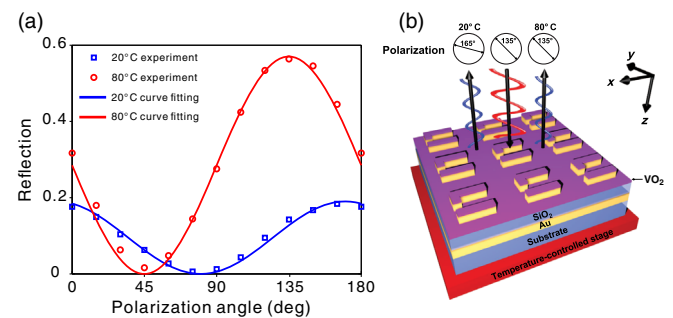 (a)
0.6
0.4
0.2
0
Reflection
20°C experiment
80°C experiment
20°C curve fitting
80°C curve fitting
0
45
90
135
180
Polarization angle (deg)
(b)
20°C
80°C
Polarization
165°
135°
135°
y
x
z
VO2
SiO2
Au
Substrate
Temperature-controlled stage